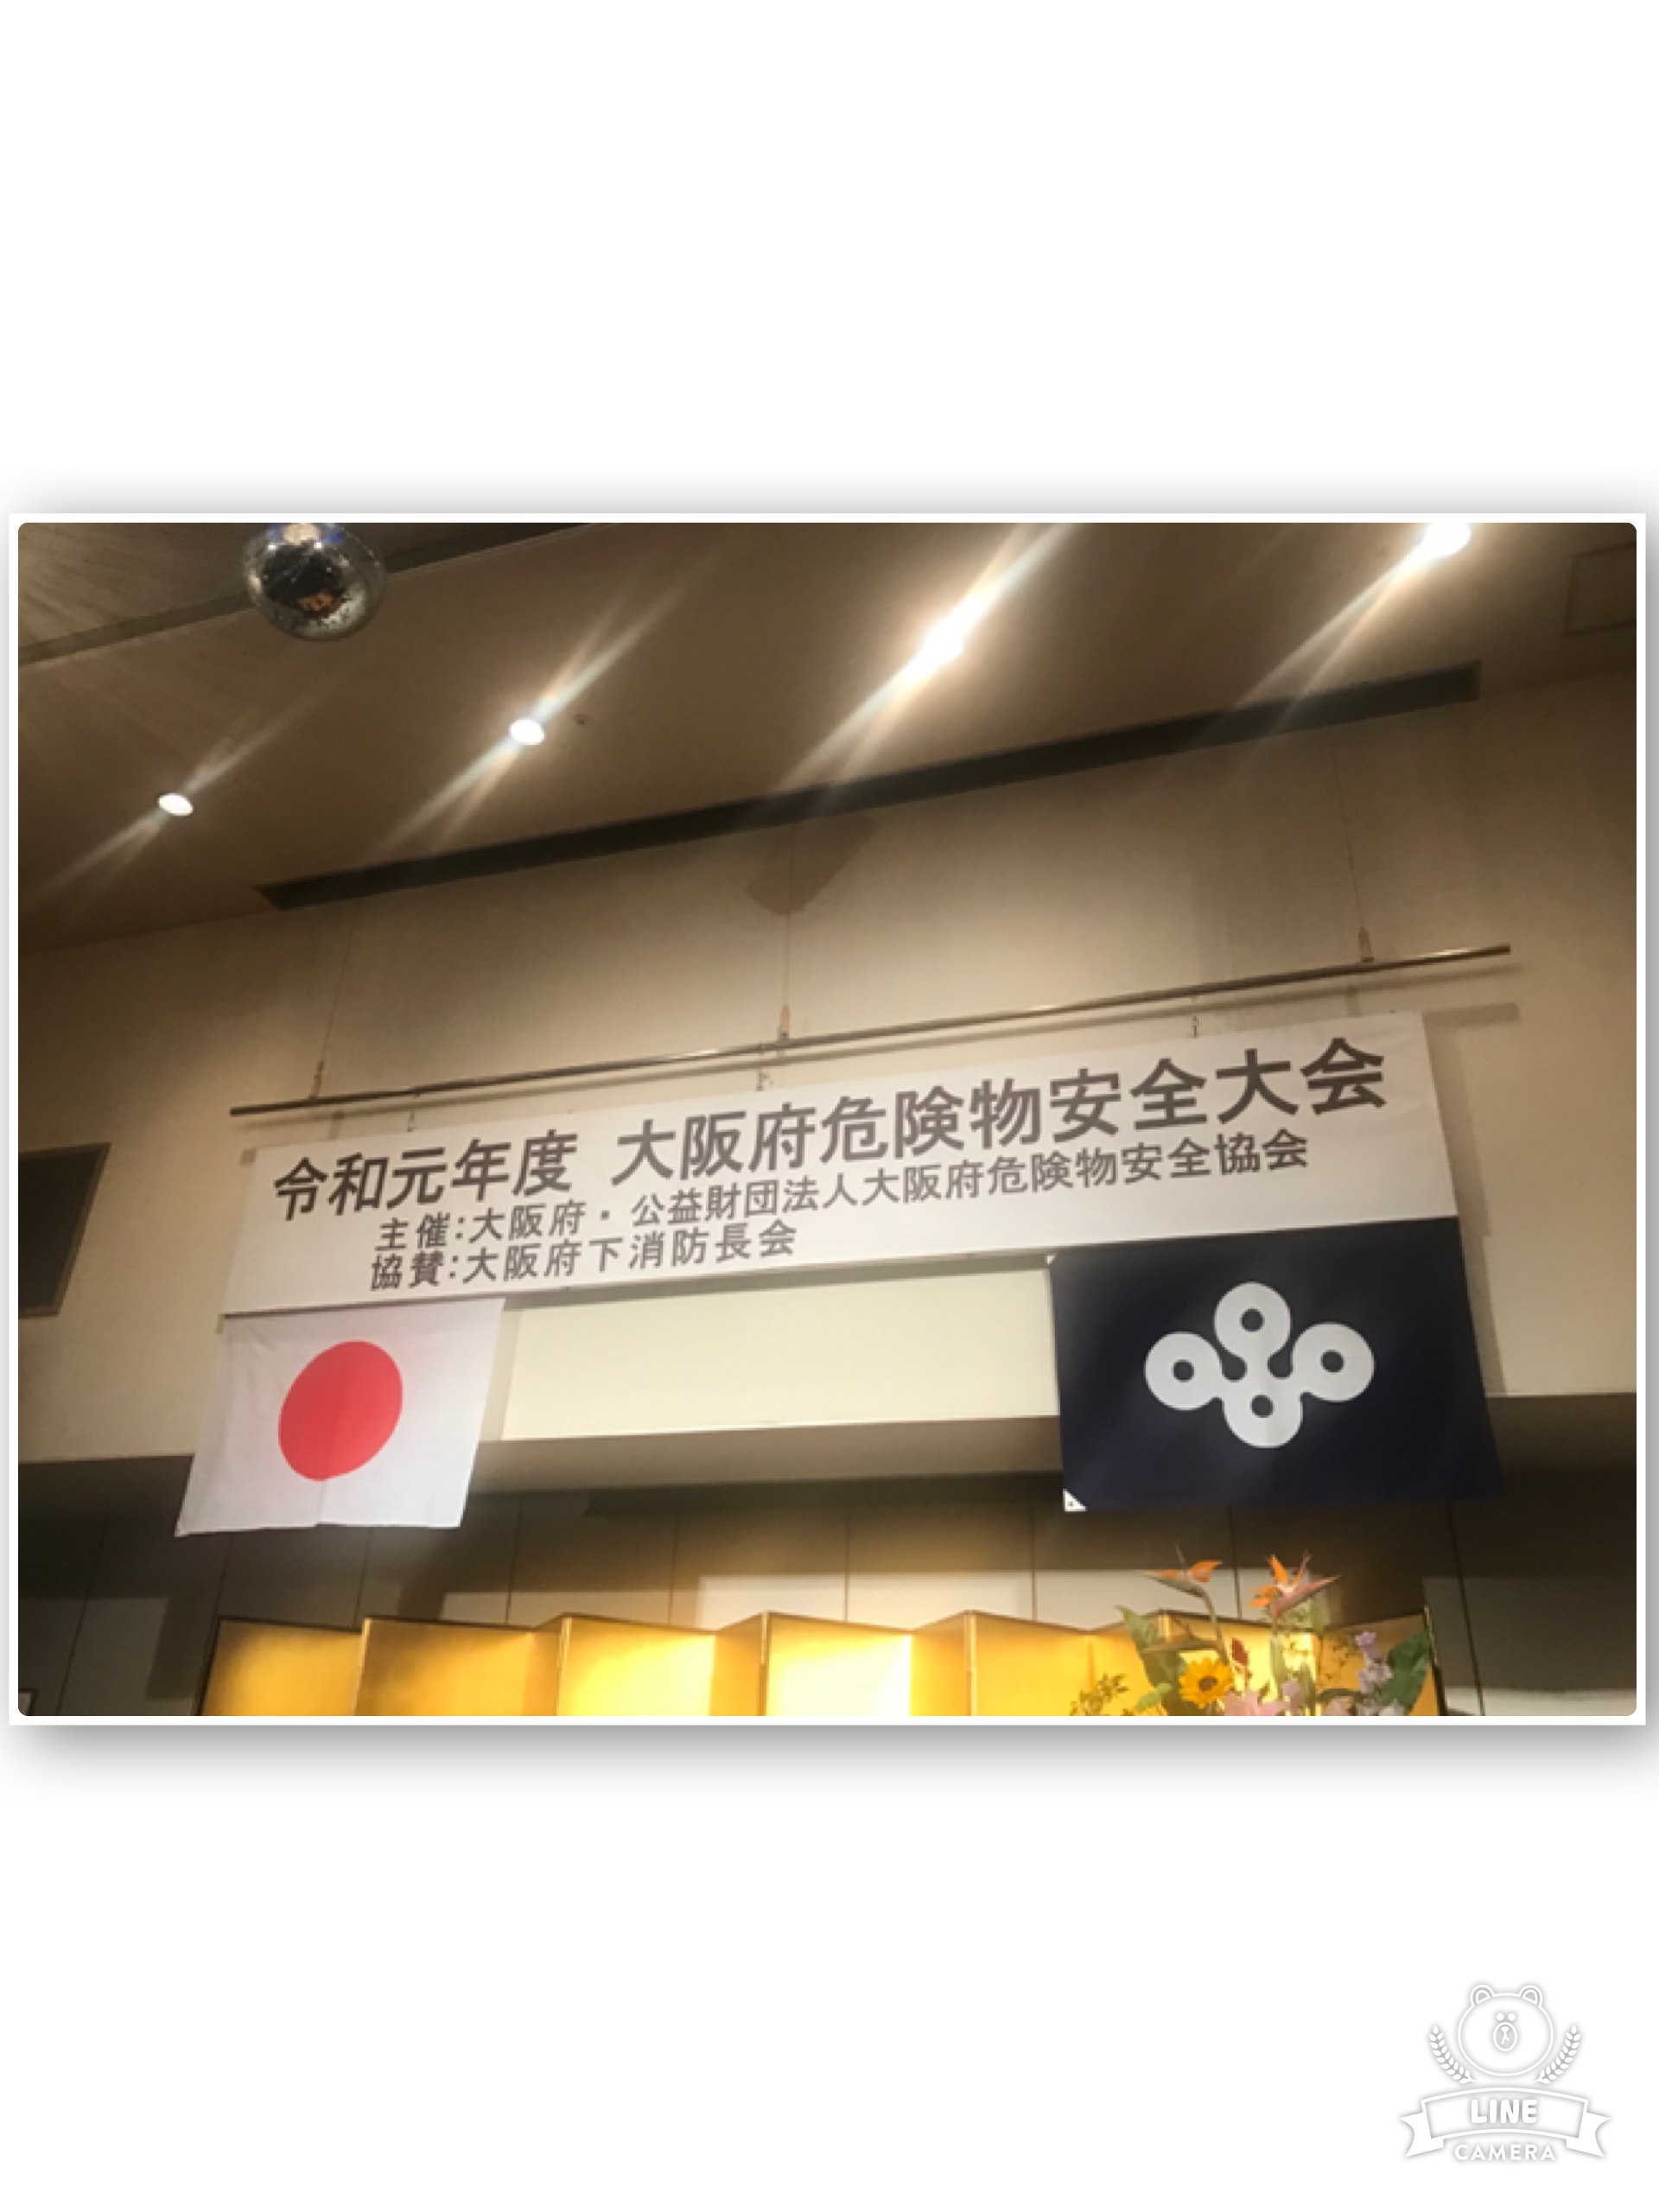 令和元年度 大阪府危険物安全大会
主催:大阪府・公益財団法人大阪府危険物安全協会
協賛:大阪府下消防長会
LINE
CAMERA